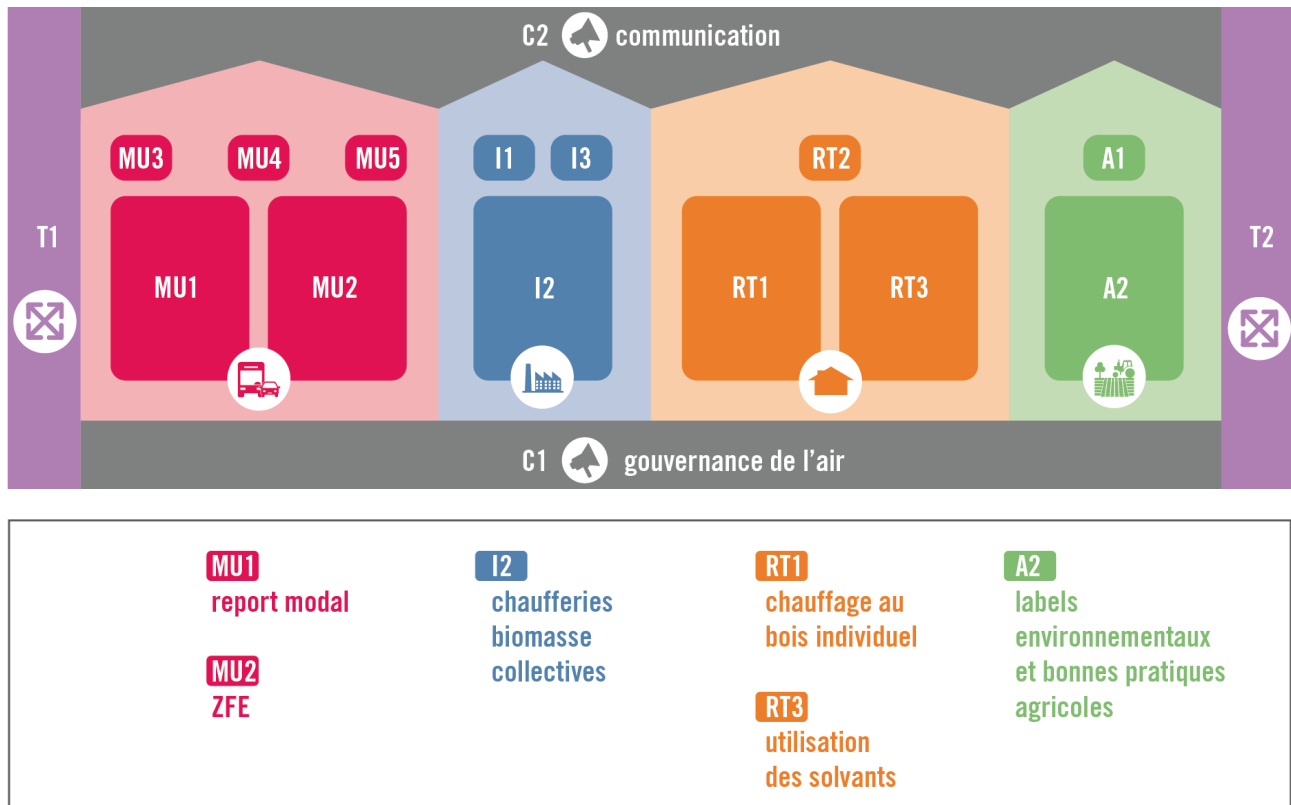 C2 communication
MU3 MU4 MU5 I1 I3 RT2 A1
T1 T2
MU1 MU2 I2 RT1 RT3 A2
C1 gouvernance de l'air
MU1
report modal
MU2
ZFE
I2
chaufferies
biomasse
collectives
RT1
chauffage au
bois individuel
RT3
utilisation
des solvants
A2
labels
environnementaux
et bonnes pratiques
agricoles